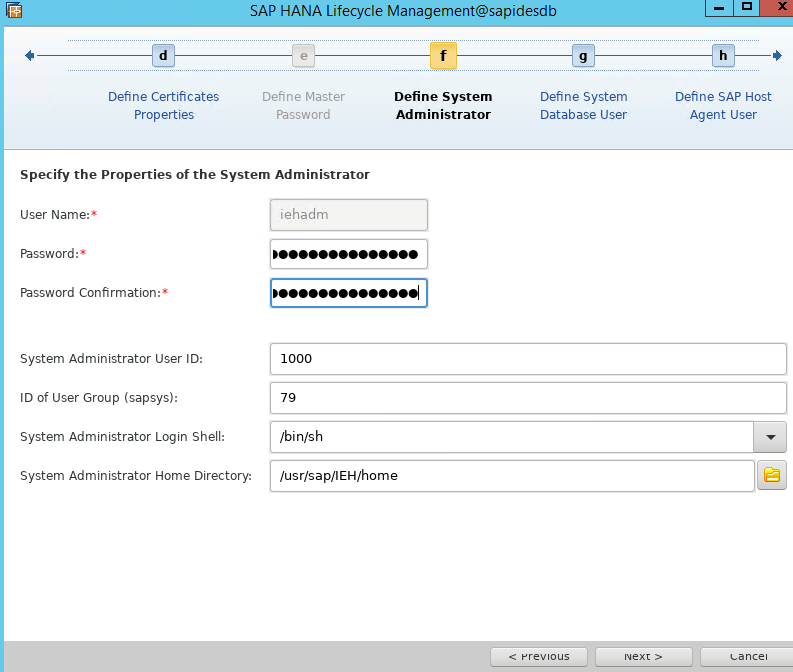 SAP HANA Lifecycle Management@sapidesdb
d e f g h
Define Certificates Properties
Define Master Password
Define System Administrator
Define System Database User
Define SAP Host Agent User
Specify the Properties of the System Administrator
User Name:* iehadm
Password:* ●●●●●●●●●●●●●●●
Password Confirmation:* ●●●●●●●●●●●●●●●
System Administrator User ID: 1000
ID of User Group (sapsys): 79
System Administrator Login Shell: /bin/sh
System Administrator Home Directory: /usr/sap/IEH/home
< Previous Next > Cancel